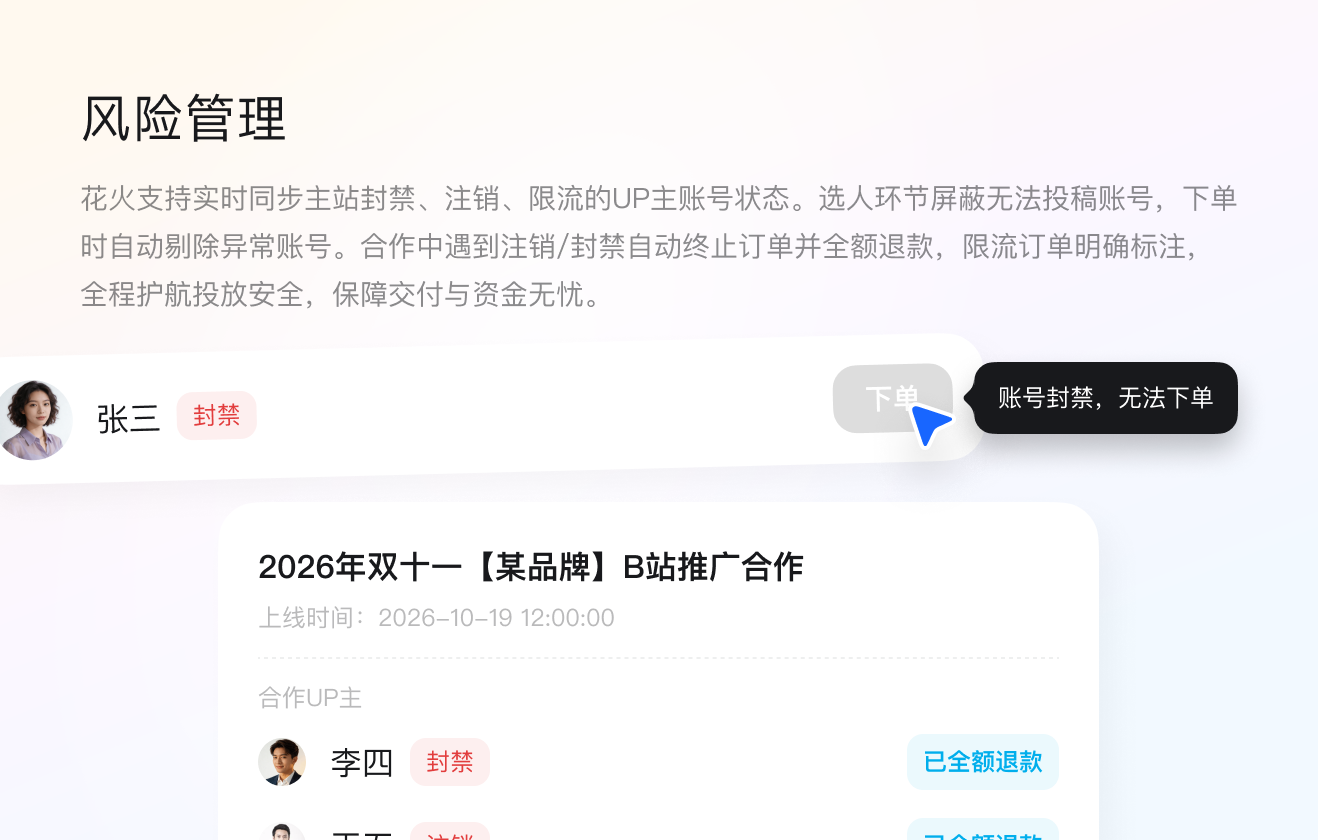 风险管理
花火支持实时同步主站封禁、注销、限流的UP主账号状态。选人环节屏蔽无法投稿账号，下单
时自动剔除异常账号。合作中遇到注销/封禁自动终止订单并全额退款，限流订单明确标注，
全程护航投放安全，保障交付与资金无忧。
张三 封禁 下单 账号封禁，无法下单
2026年双十一【某品牌】B站推广合作
上线时间：2026-10-19 12:00:00
合作UP主
李四 封禁 已全额退款